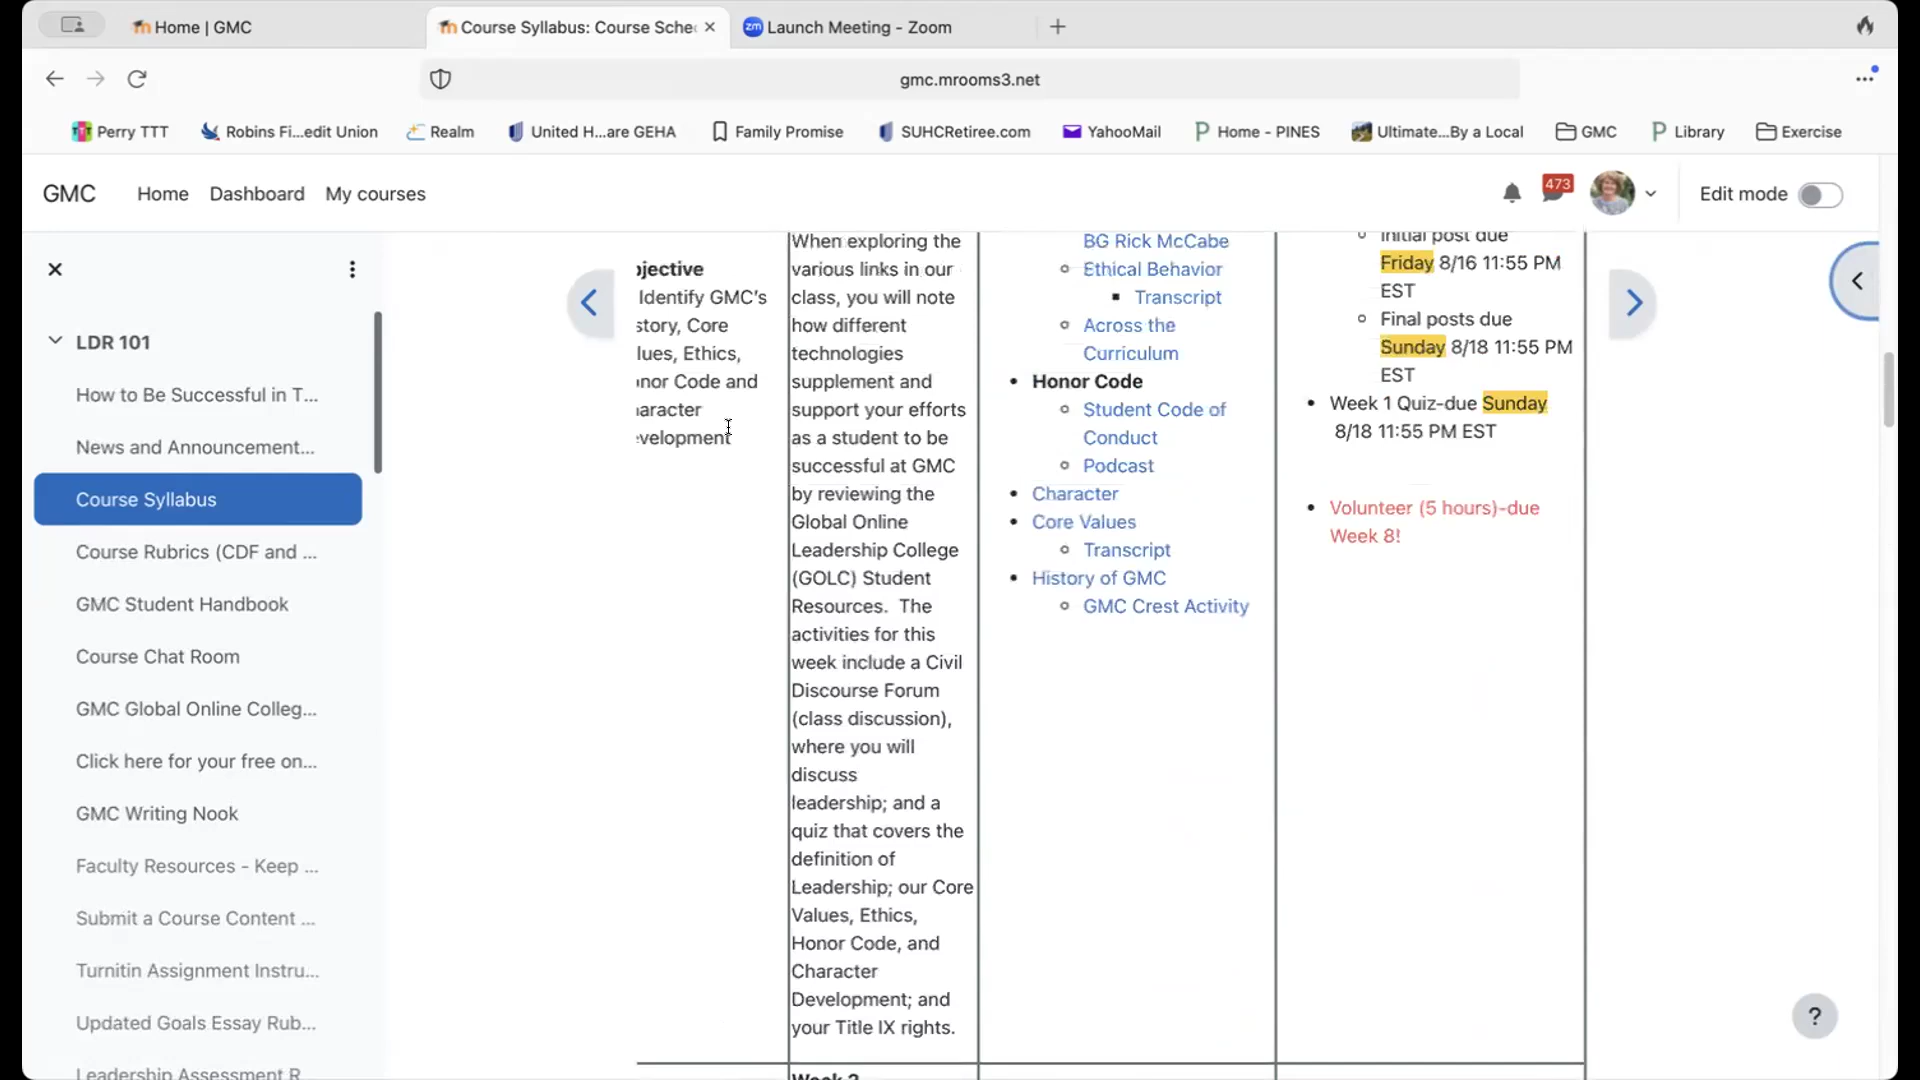 Home | GMC
Course Syllabus: Course Sche
zm Launch Meeting - Zoom
gmc.mrooms3.net
Perry TTT
Robins Fi...edit Union
Realm
United H...are GEHA
Family Promise
SUHCRetiree.com
YahooMail
Home - PINES
Ultimate...By a Local
GMC
Library
Exercise
GMC
Home
Dashboard
My courses
473
Edit mode
LDR 101
How to Be Successful in T...
News and Announcement...
Course Syllabus
Course Rubrics (CDF and ...
GMC Student Handbook
Course Chat Room
GMC Global Online Colleg...
Click here for your free on...
GMC Writing Nook
Faculty Resources - Keep ...
Submit a Course Content ...
Turnitin Assignment Instru...
Updated Goals Essay Rub...
Leadership Assessment R
jective
Identify GMC's
story, Core
lues, Ethics,
nor Code and
aracter
velopment
When exploring the
various links in our
class, you will note
how different
technologies
supplement and
support your efforts
as a student to be
successful at GMC
by reviewing the
Global Online
Leadership College
(GOLC) Student
Resources. The
activities for this
week include a Civil
Discourse Forum
(class discussion),
where you will
discuss
leadership; and a
quiz that covers the
definition of
Leadership; our Core
Values, Ethics,
Honor Code, and
Character
Development; and
your Title IX rights.
Week 2
BG Rick McCabe
Ethical Behavior
Transcript
Across the
Curriculum
Honor Code
Student Code of
Conduct
Podcast
Character
Core Values
Transcript
History of GMC
GMC Crest Activity
Initial post due
Friday 8/16 11:55 PM
EST
Final posts due
Sunday 8/18 11:55 PM
EST
Week 1 Quiz-due Sunday
8/18 11:55 PM EST
Volunteer (5 hours)-due
Week 8!
?